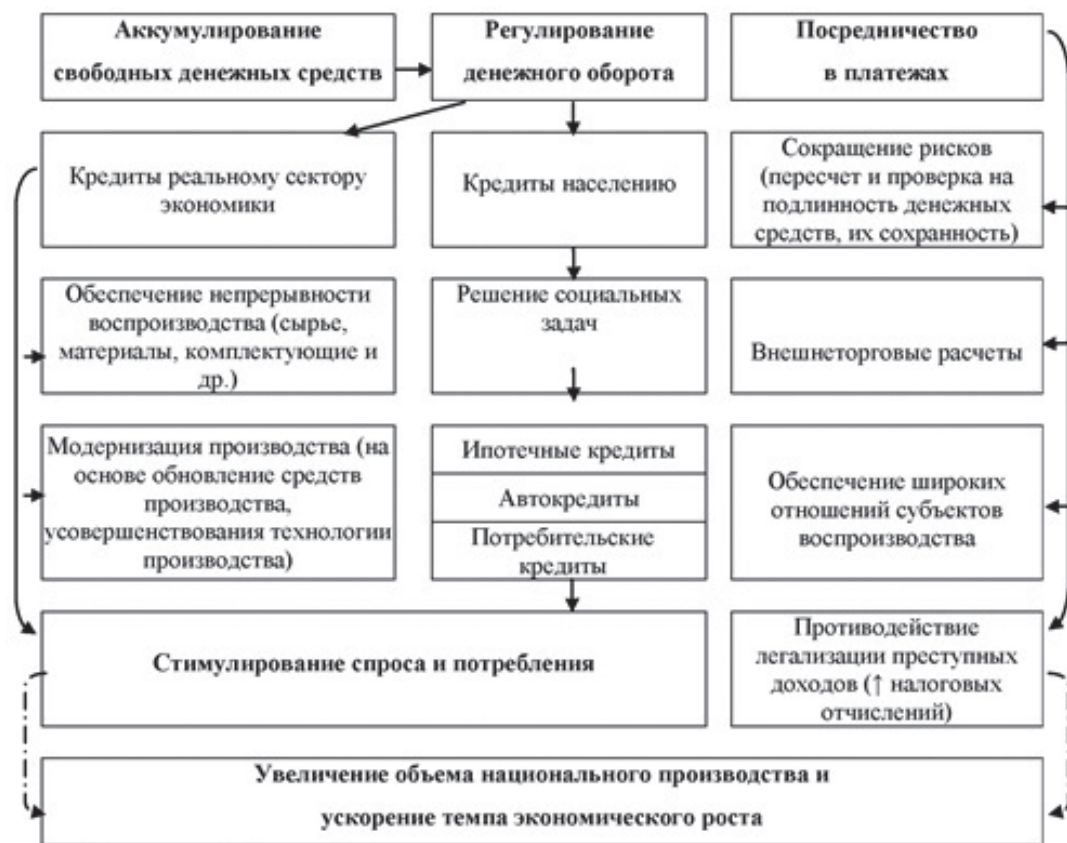 Аккумулирование
свободных денежных средств
Регулирование
денежного оборота
Посредничество
в платежах
Кредиты реальному сектору
экономики
Кредиты населению
Сокращение рисков
(пересчет и проверка на
подлинность денежных
средств, их сохранность)
Обеспечение непрерывности
воспроизводства (сырье,
материалы, комплектующие и
др.)
Решение социальных
задач
Внешнеторговые расчеты
Модернизация производства (на
основе обновление средств
производства,
усовершенствования технологии
производства)
Ипотечные кредиты
Автокредиты
Потребительские
кредиты
Обеспечение широких
отношений субъектов
воспроизводства
Стимулирование спроса и потребления
Противодействие
легализации преступных
доходов (↑ налоговых
отчислений)
Увеличение объема национального производства и
ускорение темпа экономического роста